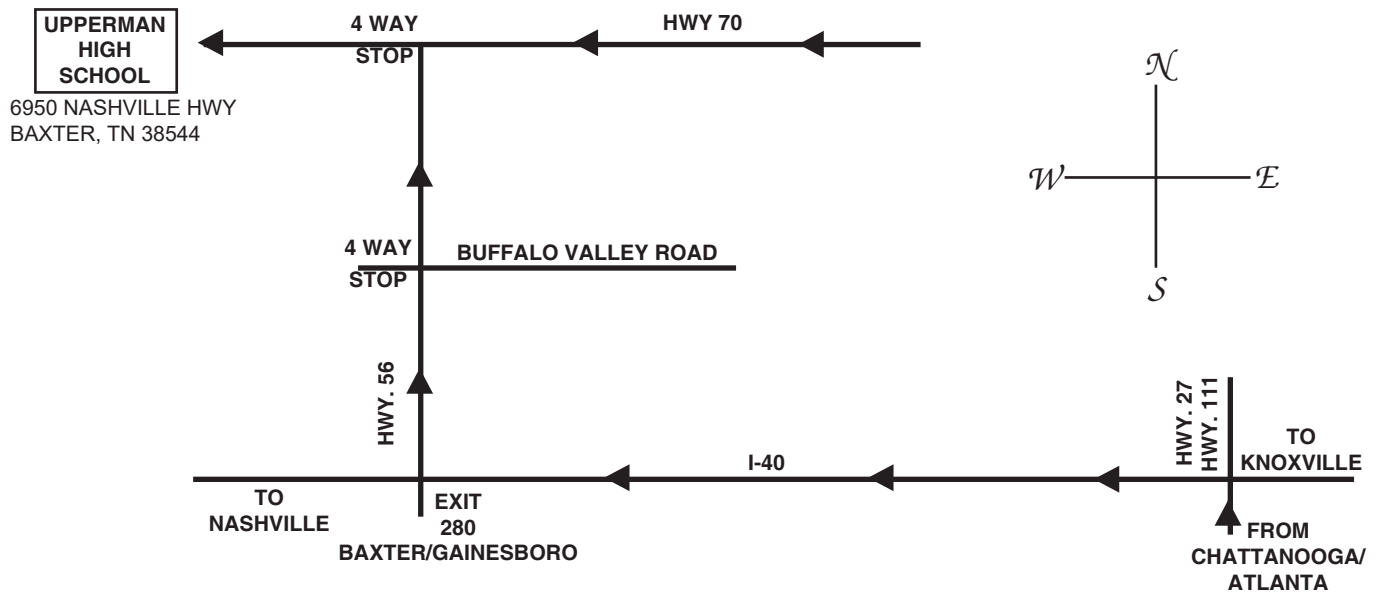 UPPERMAN
HIGH
SCHOOL
6950 NASHVILLE HWY
BAXTER, TN 38544
4 WAY
STOP
HWY 70
N
W
E
S
4 WAY
STOP
BUFFALO VALLEY ROAD
HWY. 56
I-40
HWY. 27
HWY. 111
TO
KNOXVILLE
TO
NASHVILLE
EXIT
280
BAXTER/GAINESBORO
FROM
CHATTANOOGA/
ATLANTA